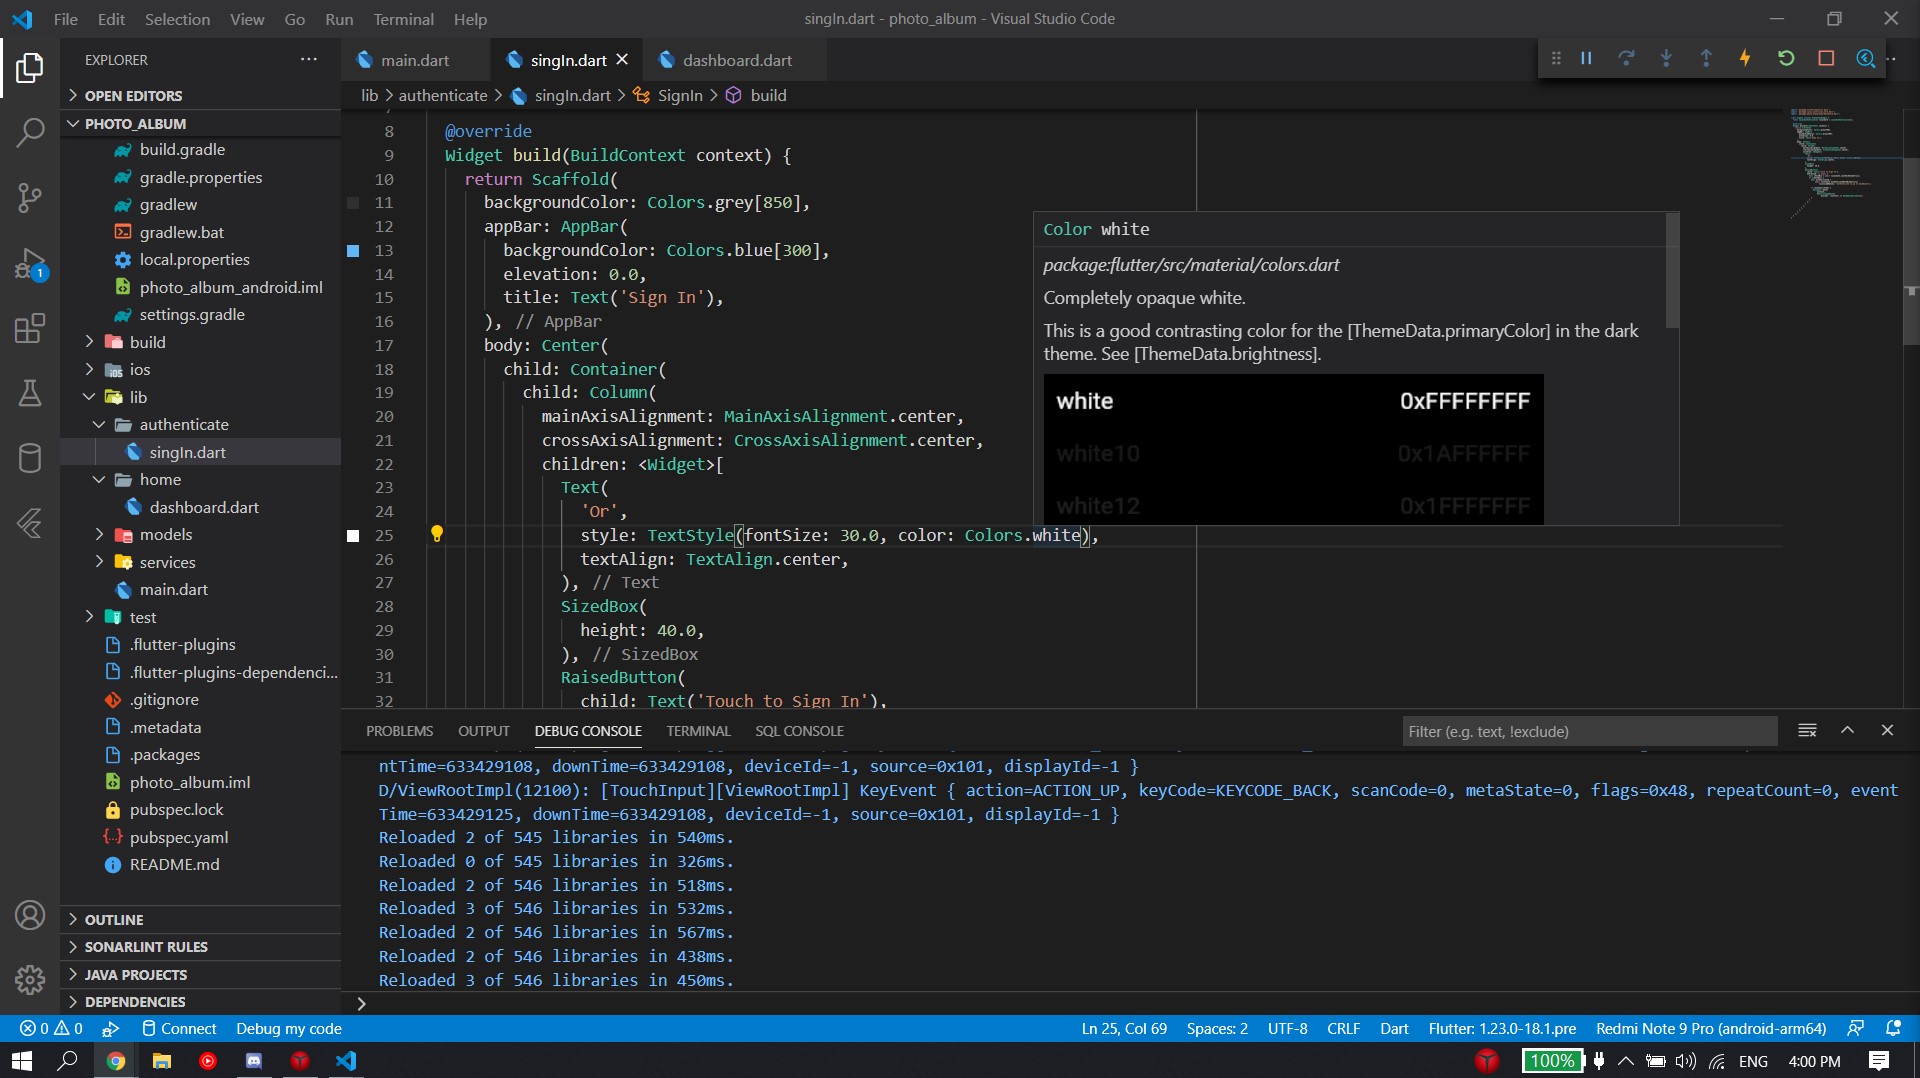 File Edit Selection View Go Run Terminal Help
singIn.dart - photo_album - Visual Studio Code
EXPLORER
OPEN EDITORS
PHOTO_ALBUM
build.gradle
gradle.properties
gradlew
gradlew.bat
local.properties
photo_album_android.iml
settings.gradle
build
ios
lib
authenticate
singIn.dart
home
dashboard.dart
models
services
main.dart
test
.flutter-plugins
.flutter-plugins-dependenci...
.gitignore
.metadata
.packages
photo_album.iml
pubspec.lock
pubspec.yaml
README.md
OUTLINE
SONARLINT RULES
JAVA PROJECTS
DEPENDENCIES
1
main.dart singIn.dart dashboard.dart
lib > authenticate > singIn.dart > SignIn > build
8 @override
9 Widget build(BuildContext context) {
10 return Scaffold(
11 backgroundColor: Colors.grey[850],
12 appBar: AppBar(
13 backgroundColor: Colors.blue[300],
14 elevation: 0.0,
15 title: Text('Sign In'),
16 ), // AppBar
17 body: Center(
18 child: Container(
19 child: Column(
20 mainAxisAlignment: MainAxisAlignment.center,
21 crossAxisAlignment: CrossAxisAlignment.center,
22 children: <Widget>[
23 Text(
24 'Or',
25 style: TextStyle(fontSize: 30.0, color: Colors.white),
26 textAlign: TextAlign.center,
27 ), // Text
28 SizedBox(
29 height: 40.0,
30 ), // SizedBox
31 RaisedButton(
32 child: Text('Touch to Sign In'),
Color white
package:flutter/src/material/colors.dart
Completely opaque white.
This is a good contrasting color for the [ThemeData.primaryColor] in the dark
theme. See [ThemeData.brightness].
white 0xFFFFFFFF
white10 0x1AFFFFFF
white12 0x1FFFFFFF
PROBLEMS OUTPUT DEBUG CONSOLE TERMINAL SQL CONSOLE
Filter (e.g. text, !exclude)
ntTime=633429108, downTime=633429108, deviceId=-1, source=0x101, displayId=-1 }
D/ViewRootImpl(12100): [TouchInput][ViewRootImpl] KeyEvent { action=ACTION_UP, keyCode=KEYCODE_BACK, scanCode=0, metaState=0, flags=0x48, repeatCount=0, event
Time=633429125, downTime=633429108, deviceId=-1, source=0x101, displayId=-1 }
Reloaded 2 of 545 libraries in 540ms.
Reloaded 0 of 545 libraries in 326ms.
Reloaded 2 of 546 libraries in 518ms.
Reloaded 3 of 546 libraries in 532ms.
Reloaded 2 of 546 libraries in 567ms.
Reloaded 2 of 546 libraries in 438ms.
Reloaded 3 of 546 libraries in 450ms.
0 0 Connect Debug my code
Ln 25, Col 69 Spaces: 2 UTF-8 CRLF Dart Flutter: 1.23.0-18.1.pre Redmi Note 9 Pro (android-arm64)
100% ENG 4:00 PM